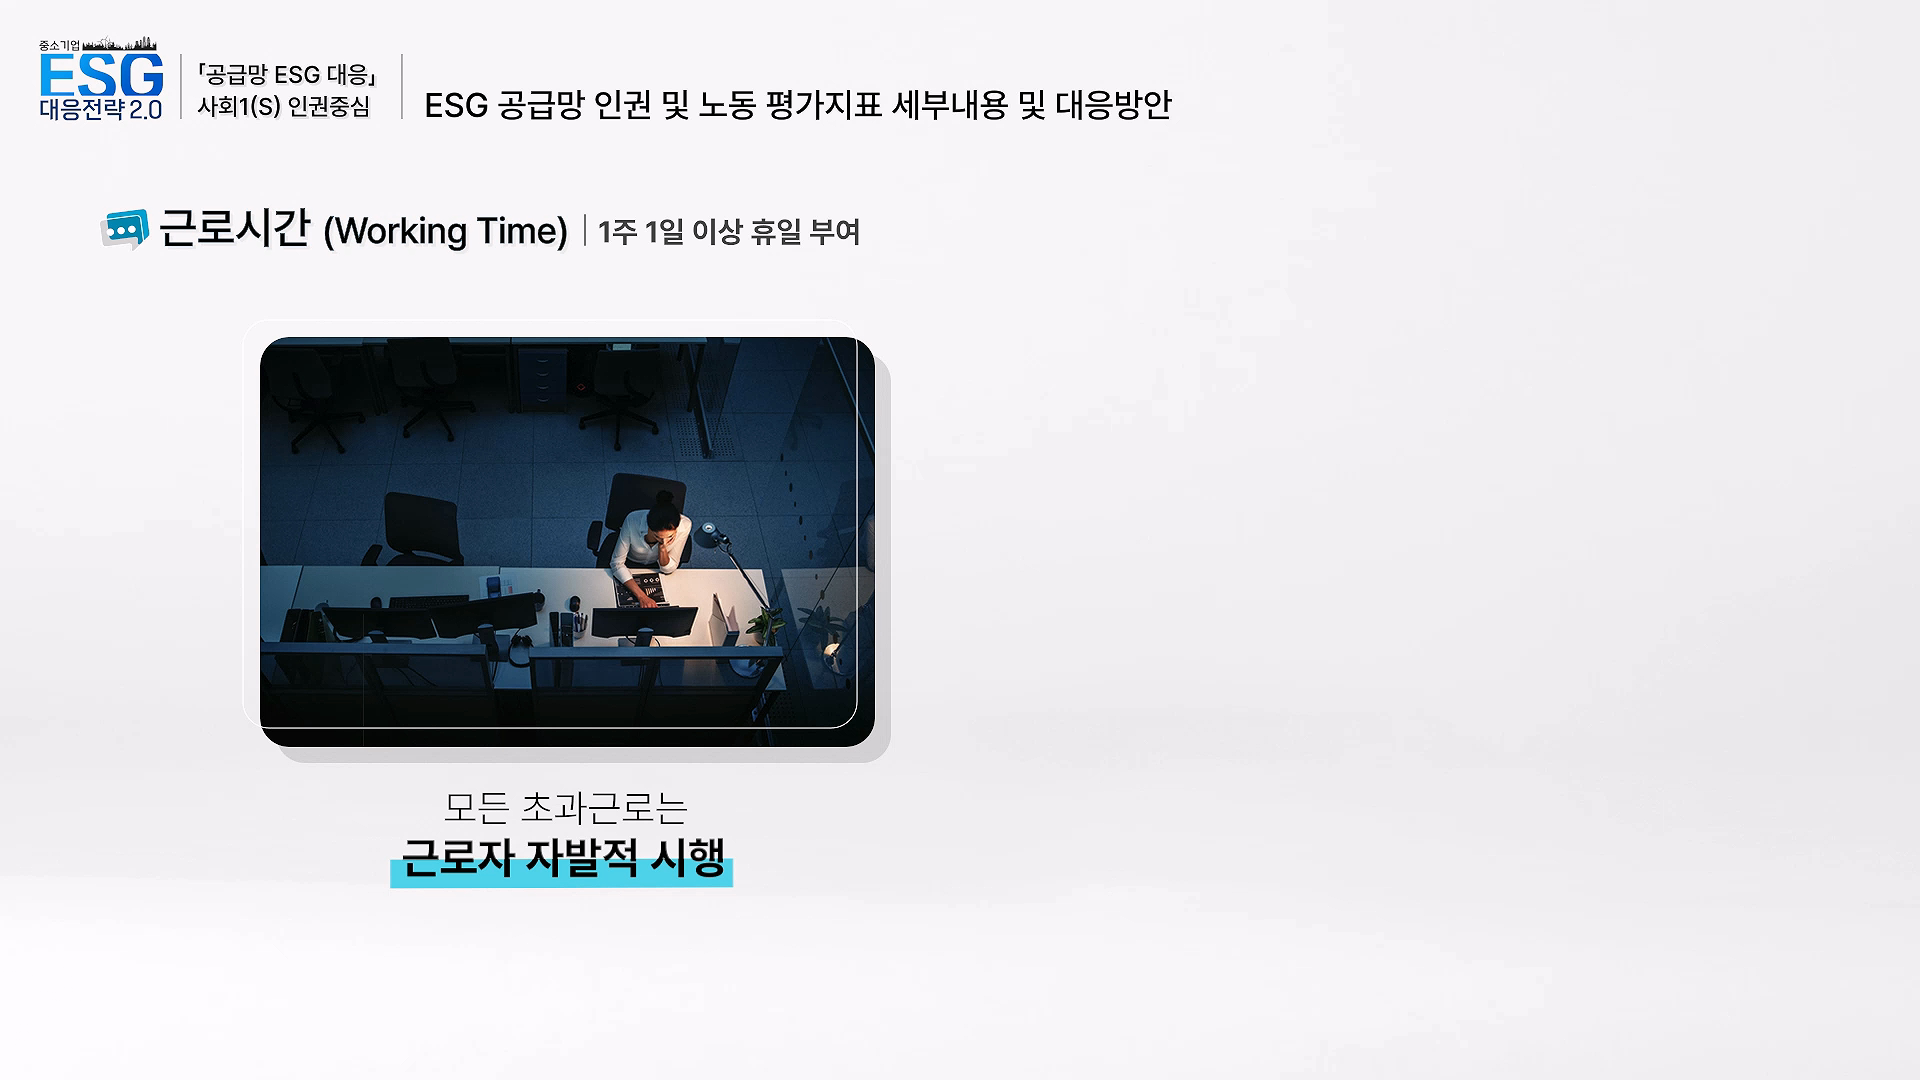 중소기업
ESG
대응전략 2.0
「공급망 ESG 대응」
사회1(S) 인권중심
ESG 공급망 인권 및 노동 평가지표 세부내용 및 대응방안
근로시간 (Working Time)
1주 1일 이상 휴일 부여
모든 초과근로는
근로자 자발적 시행